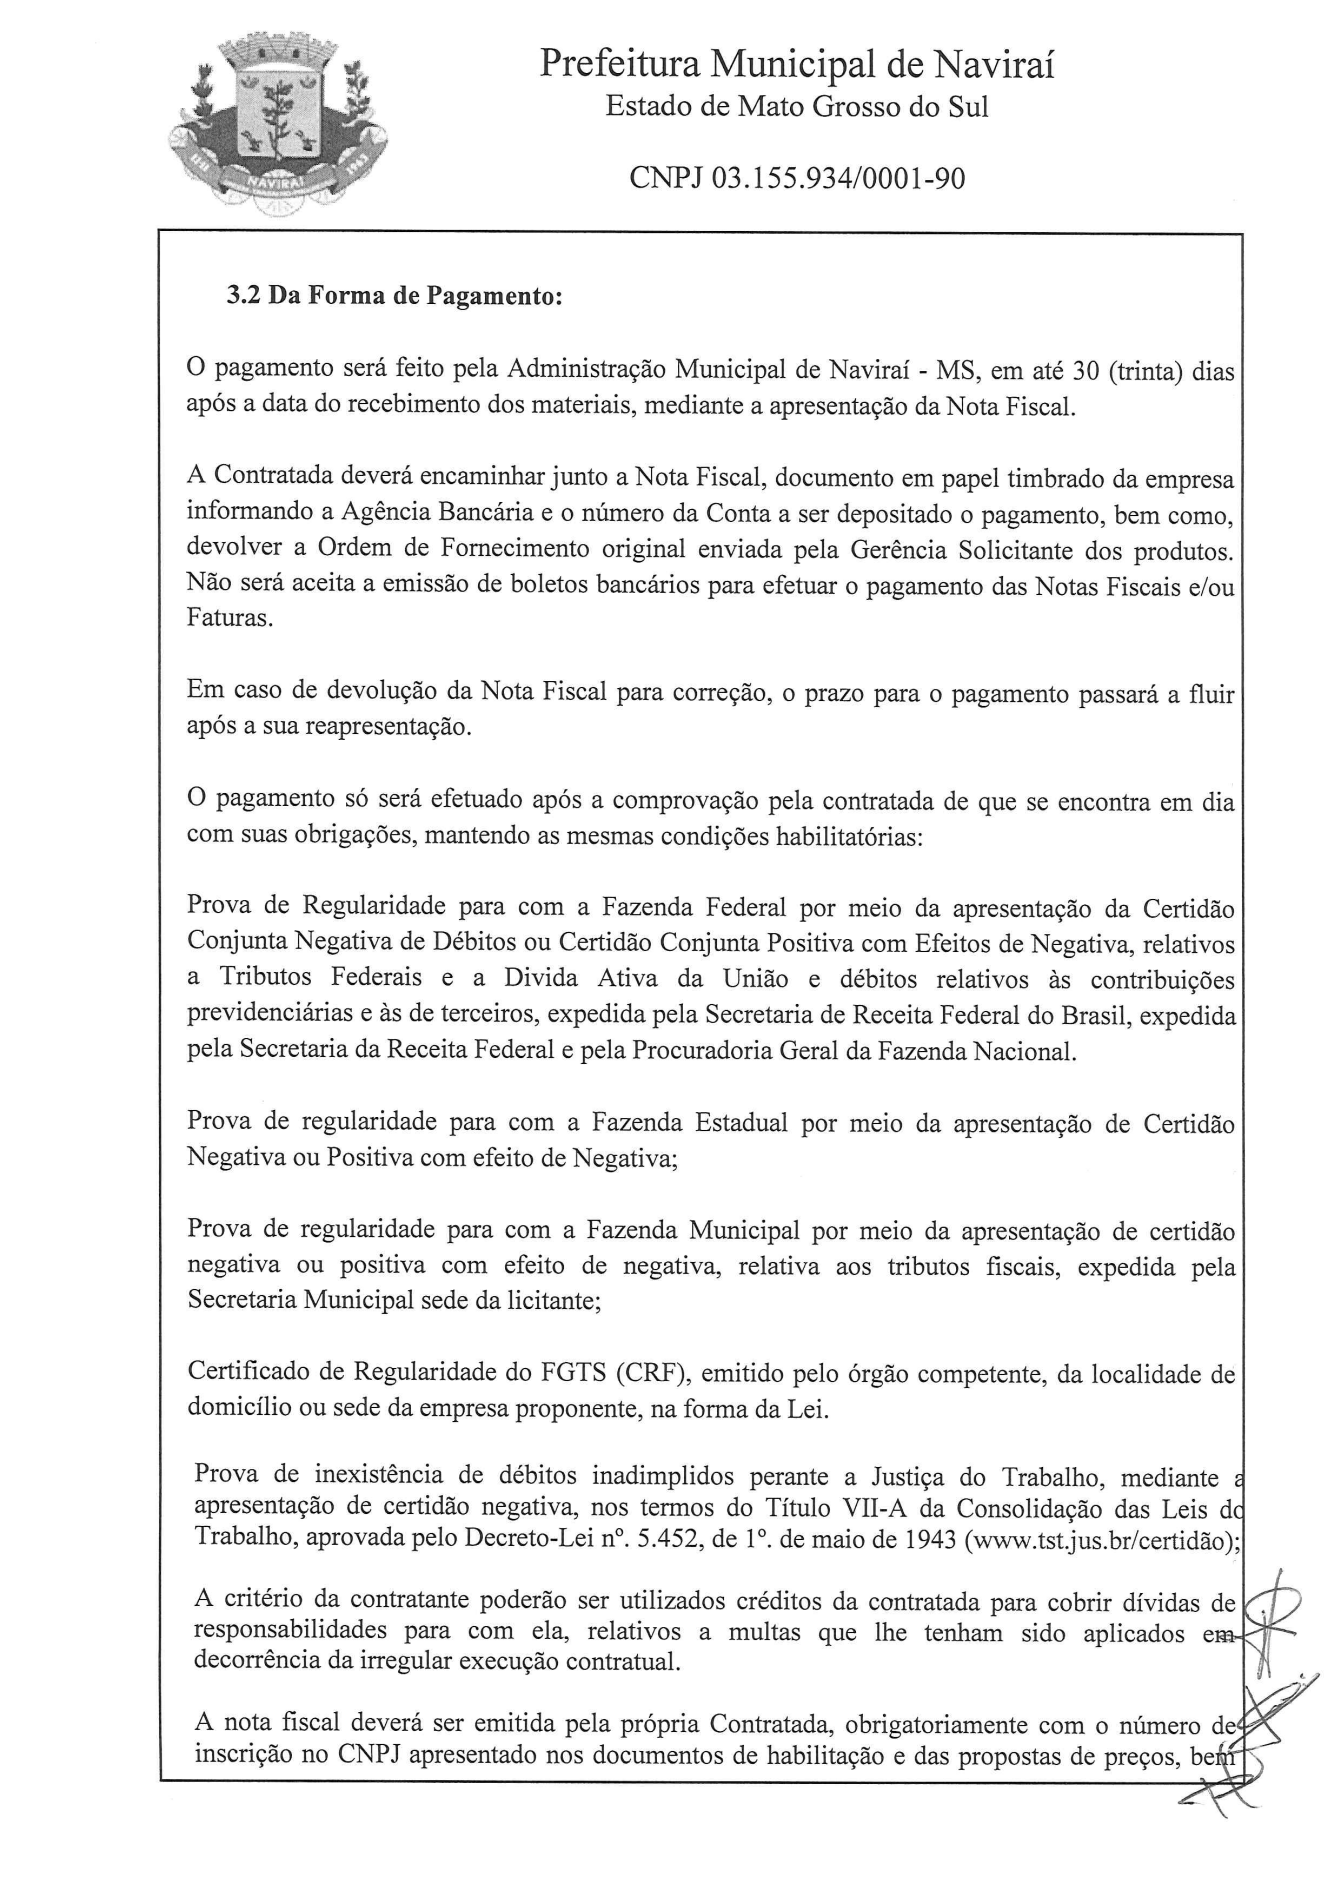 Prefeitura Municipal de Naviraí
Estado de Mato Grosso do Sul
CNPJ 03.155.934/0001-90
NAVIRAÍ
1963
3.2 Da Forma de Pagamento:
O pagamento será feito pela Administração Municipal de Naviraí - MS, em até 30 (trinta) dias
após a data do recebimento dos materiais, mediante a apresentação da Nota Fiscal.
A Contratada deverá encaminhar junto a Nota Fiscal, documento em papel timbrado da empresa
informando a Agência Bancária e o número da Conta a ser depositado o pagamento, bem como,
devolver a Ordem de Fornecimento original enviada pela Gerência Solicitante dos produtos.
Não será aceita a emissão de boletos bancários para efetuar o pagamento das Notas Fiscais e/ou
Faturas.
Em caso de devolução da Nota Fiscal para correção, o prazo para o pagamento passará a fluir
após a sua reapresentação.
O pagamento só será efetuado após a comprovação pela contratada de que se encontra em dia
com suas obrigações, mantendo as mesmas condições habilitatórias:
Prova de Regularidade para com a Fazenda Federal por meio da apresentação da Certidão
Conjunta Negativa de Débitos ou Certidão Conjunta Positiva com Efeitos de Negativa, relativos
a Tributos Federais e a Divida Ativa da União e débitos relativos às contribuições
previdenciárias e às de terceiros, expedida pela Secretaria de Receita Federal do Brasil, expedida
pela Secretaria da Receita Federal e pela Procuradoria Geral da Fazenda Nacional.
Prova de regularidade para com a Fazenda Estadual por meio da apresentação de Certidão
Negativa ou Positiva com efeito de Negativa;
Prova de regularidade para com a Fazenda Municipal por meio da apresentação de certidão
negativa ou positiva com efeito de negativa, relativa aos tributos fiscais, expedida pela
Secretaria Municipal sede da licitante;
Certificado de Regularidade do FGTS (CRF), emitido pelo órgão competente, da localidade de
domicílio ou sede da empresa proponente, na forma da Lei.
Prova de inexistência de débitos inadimplidos perante a Justiça do Trabalho, mediante a
apresentação de certidão negativa, nos termos do Título VII-A da Consolidação das Leis do
Trabalho, aprovada pelo Decreto-Lei nº. 5.452, de 1º. de maio de 1943 (www.tst.jus.br/certidão);
A critério da contratante poderão ser utilizados créditos da contratada para cobrir dívidas de
responsabilidades para com ela, relativos a multas que lhe tenham sido aplicados em
decorrência da irregular execução contratual.
A nota fiscal deverá ser emitida pela própria Contratada, obrigatoriamente com o número de
inscrição no CNPJ apresentado nos documentos de habilitação e das propostas de preços, bem